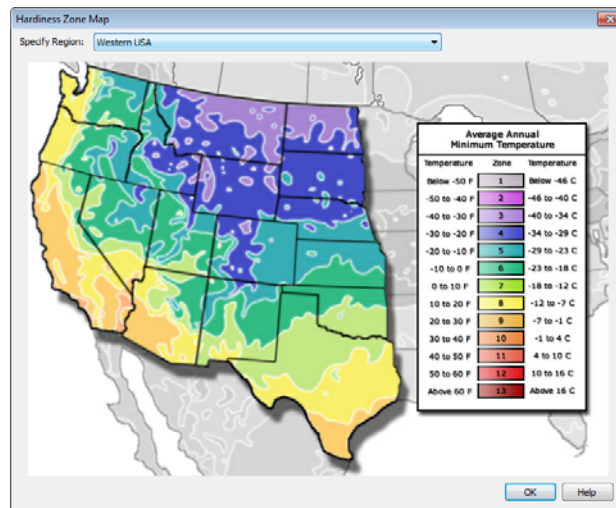 Hardiness Zone Map
Specify Region: Western USA
Average Annual
Minimum Temperature
Temperature Zone Temperature
Below -50 F 1 Below -46 C
-50 to -40 F 2 -46 to -40 C
-40 to -30 F 3 -40 to -34 C
-30 to -20 F 4 -34 to -29 C
-20 to -10 F 5 -29 to -23 C
-10 to 0 F 6 -23 to -18 C
0 to 10 F 7 -18 to -12 C
10 to 20 F 8 -12 to -7 C
20 to 30 F 9 -7 to -1 C
30 to 40 F 10 -1 to 4 C
40 to 50 F 11 4 to 10 C
50 to 60 F 12 10 to 16 C
Above 60 F 13 Above 16 C
OK Help